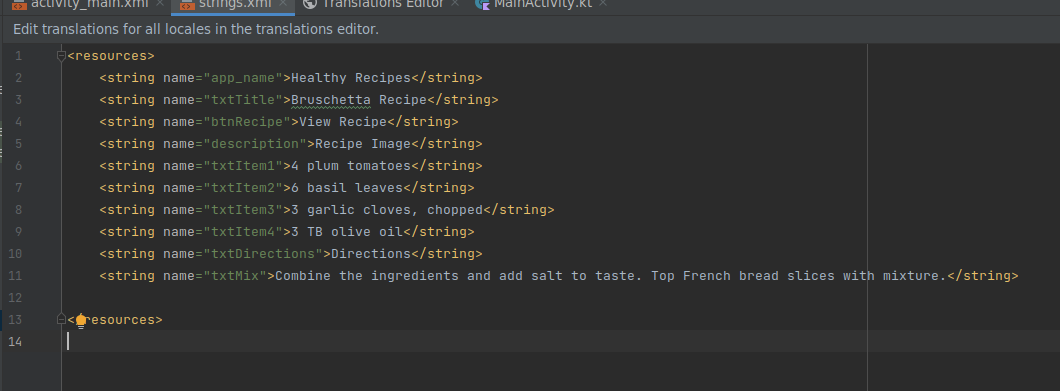 activity_main.xml strings.xml Translations Editor MainActivity.kt
Edit translations for all locales in the translations editor.
1 <resources>
2 <string name="app_name">Healthy Recipes</string>
3 <string name="txtTitle">Bruschetta Recipe</string>
4 <string name="btnRecipe">View Recipe</string>
5 <string name="description">Recipe Image</string>
6 <string name="txtItem1">4 plum tomatoes</string>
7 <string name="txtItem2">6 basil leaves</string>
8 <string name="txtItem3">3 garlic cloves, chopped</string>
9 <string name="txtItem4">3 TB olive oil</string>
10 <string name="txtDirections">Directions</string>
11 <string name="txtMix">Combine the ingredients and add salt to taste. Top French bread slices with mixture.</string>
12
13 </resources>
14